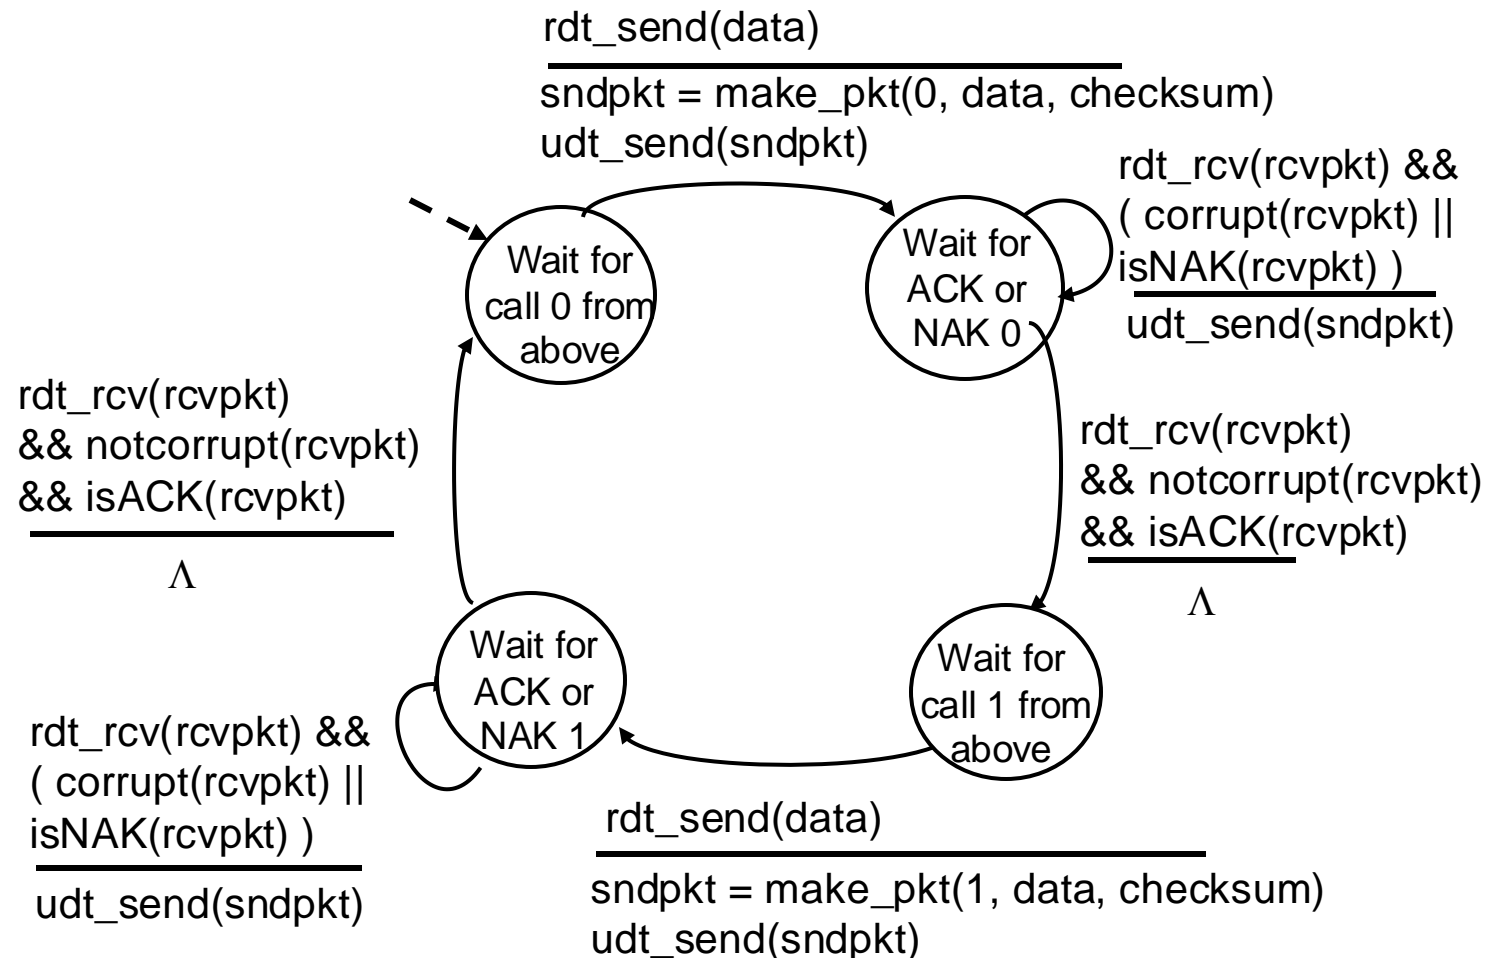 rdt_send(data)
sndpkt = make_pkt(0, data, checksum)
udt_send(sndpkt)
rdt_rcv(rcvpkt) &&
( corrupt(rcvpkt) ||
isNAK(rcvpkt) )
udt_send(sndpkt)
Wait for
call 0 from
above
Wait for
ACK or
NAK 0
rdt_rcv(rcvpkt)
&& notcorrupt(rcvpkt)
&& isACK(rcvpkt)
Λ
rdt_rcv(rcvpkt)
&& notcorrupt(rcvpkt)
&& isACK(rcvpkt)
Λ
Wait for
ACK or
NAK 1
Wait for
call 1 from
above
rdt_rcv(rcvpkt) &&
( corrupt(rcvpkt) ||
isNAK(rcvpkt) )
udt_send(sndpkt)
rdt_send(data)
sndpkt = make_pkt(1, data, checksum)
udt_send(sndpkt)